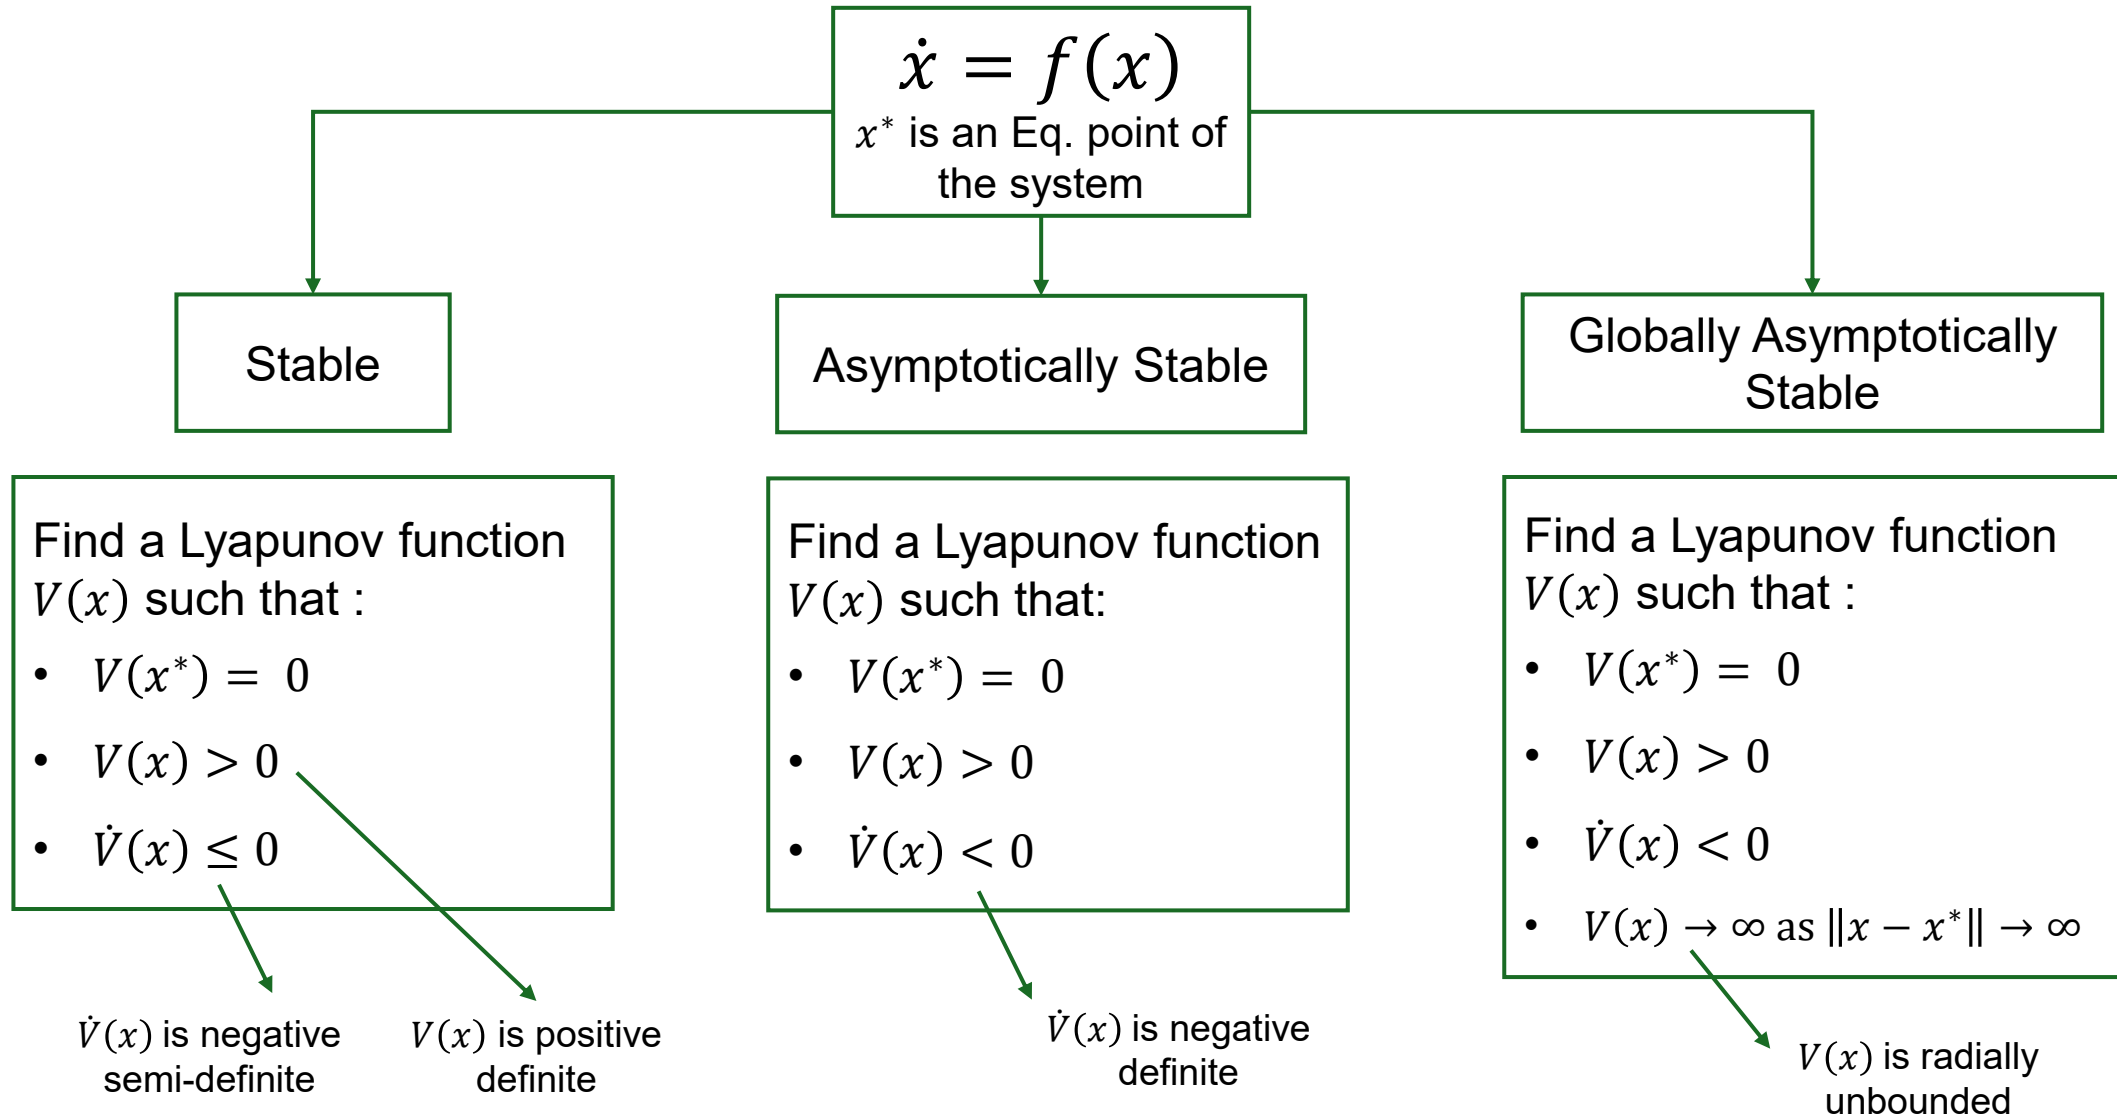 ẋ = f(x)
x* is an Eq. point of
the system
Stable
Asymptotically Stable
Globally Asymptotically
Stable
Find a Lyapunov function
V(x) such that :
• V(x*) = 0
• V(x) > 0
• V̇(x) ≤ 0
V̇(x) is negative
semi-definite
V(x) is positive
definite
Find a Lyapunov function
V(x) such that:
• V(x*) = 0
• V(x) > 0
• V̇(x) < 0
V̇(x) is negative
definite
Find a Lyapunov function
V(x) such that :
• V(x*) = 0
• V(x) > 0
• V̇(x) < 0
• V(x) → ∞ as ‖x − x*‖ → ∞
V(x) is radially
unbounded